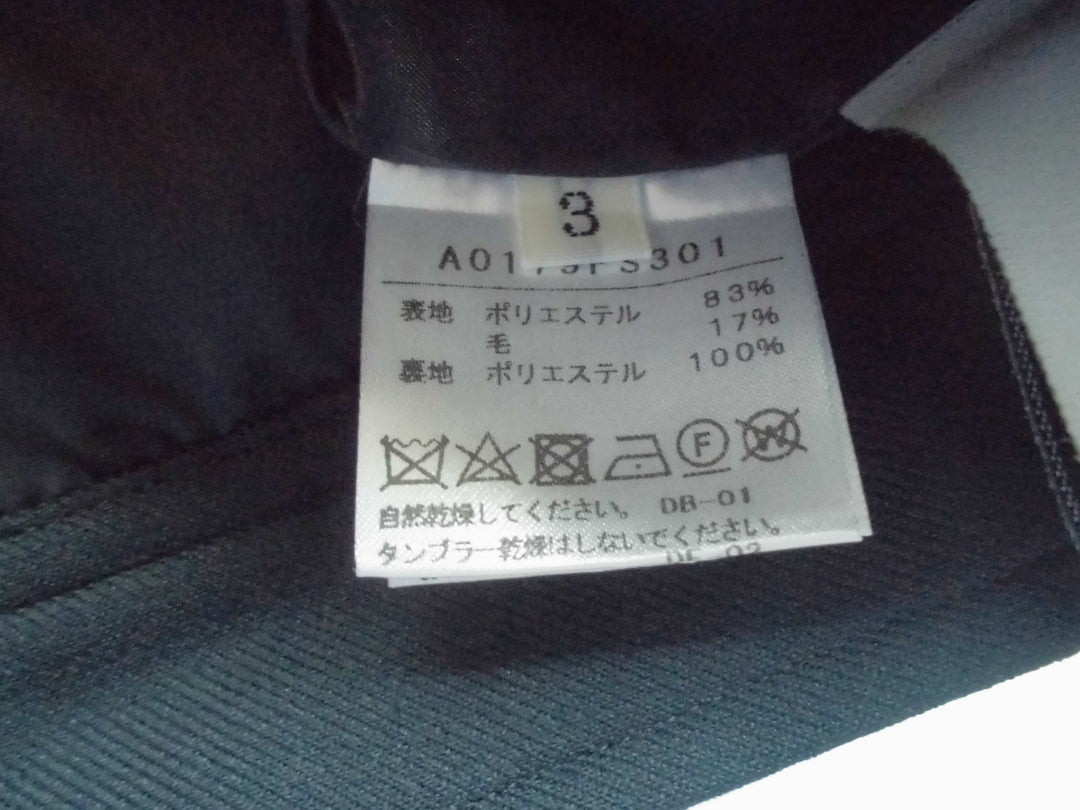 3
表地 ポリエステル 83%
毛 17%
裏地 ポリエステル 100%
F
W
自然乾燥してください。 DB-01
タンブラー乾燥はしないでください。